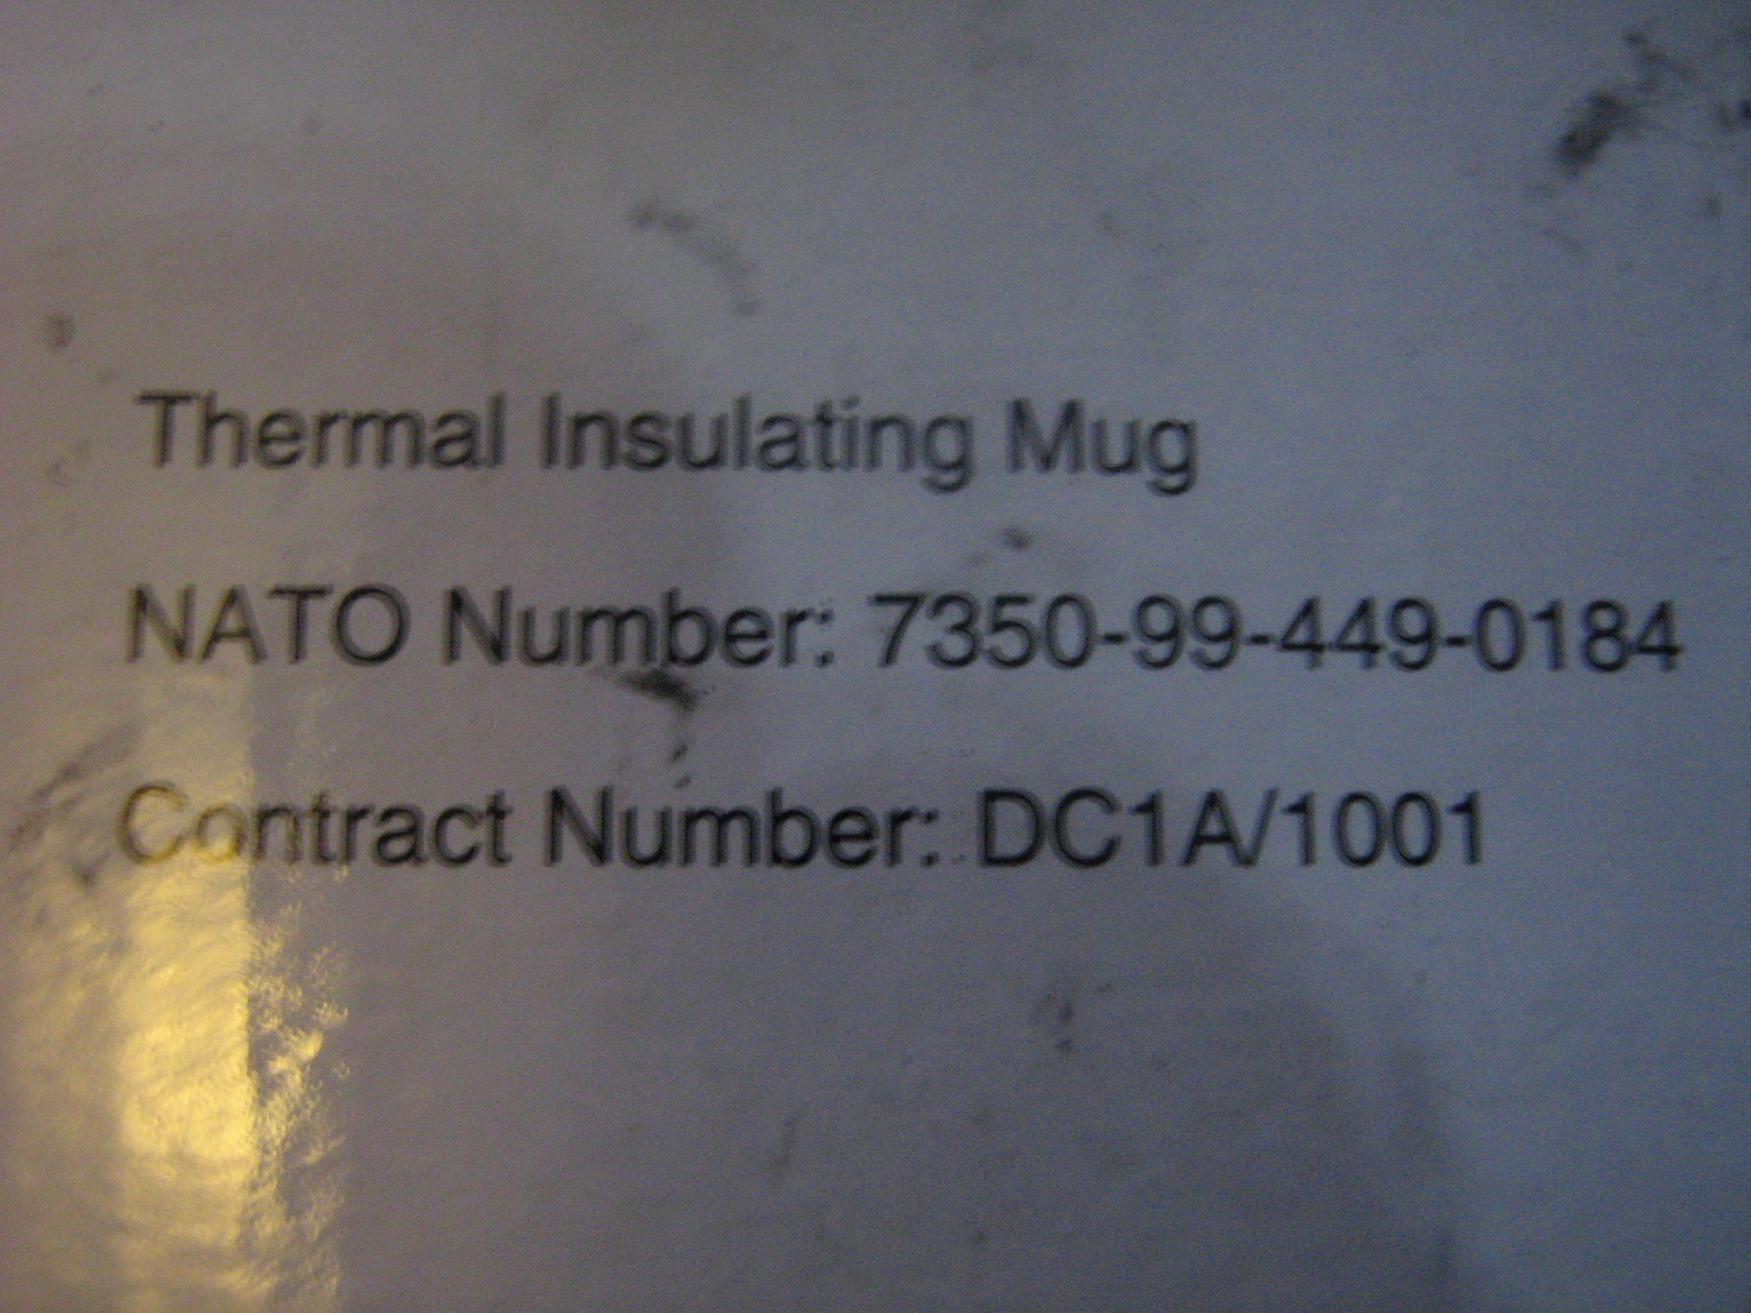 Thermal Insulating Mug
NATO Number: 7350-99-449-0184
Contract Number: DC1A/1001